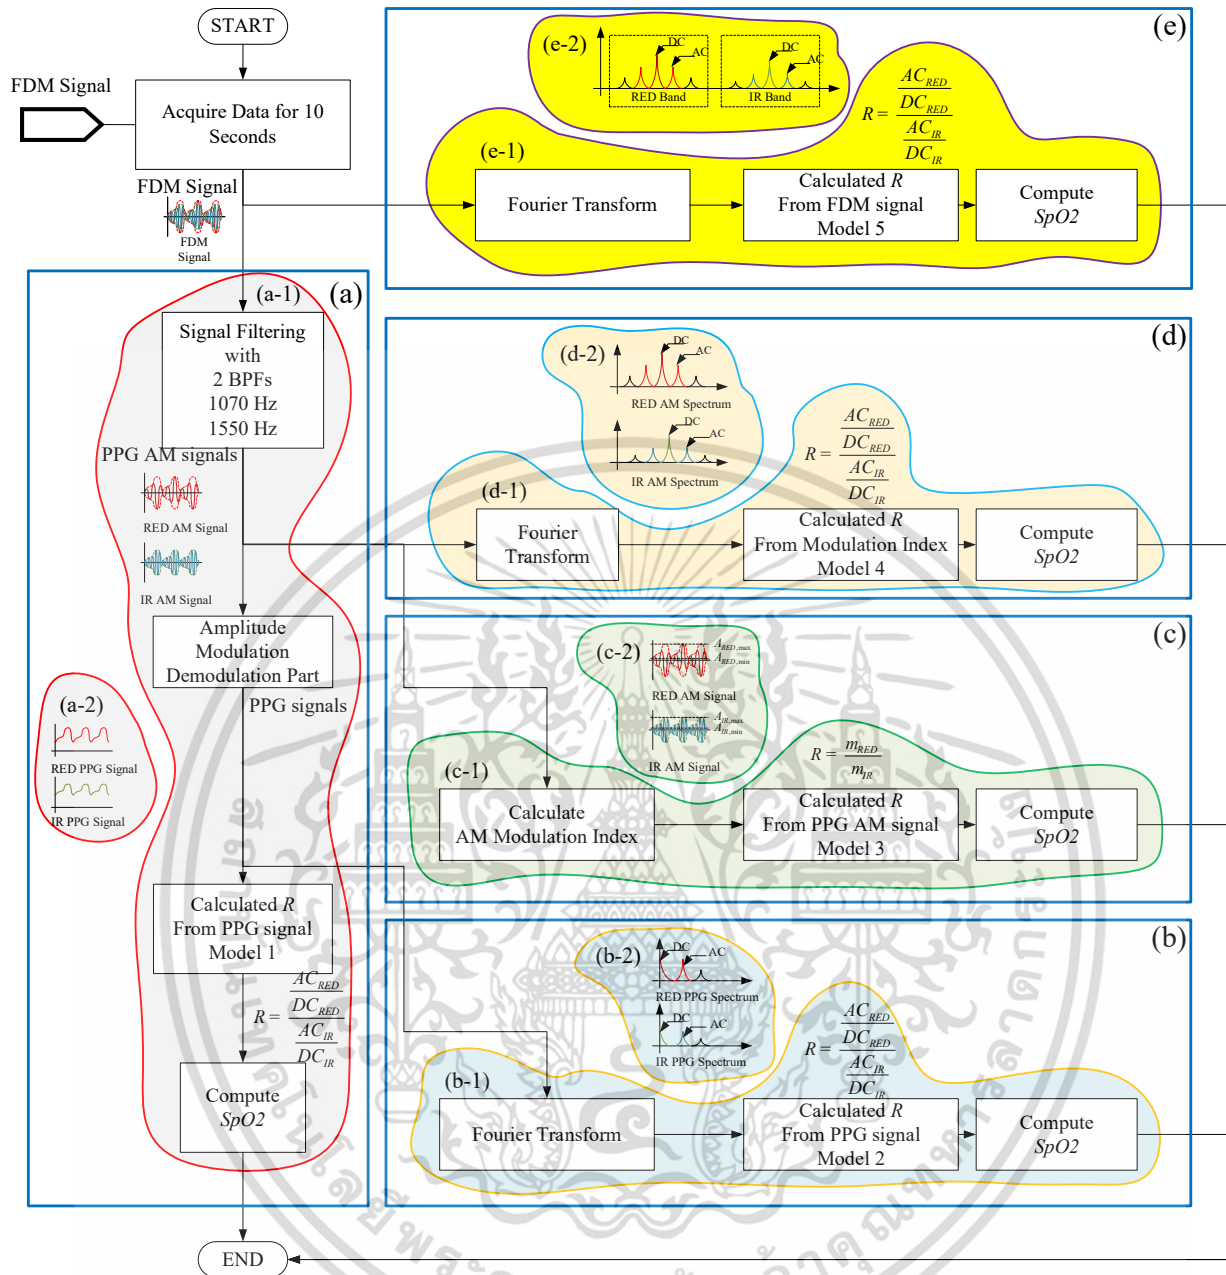 START
FDM Signal
Acquire Data for 10
Seconds
FDM Signal
FDM
Signal
(e)
(e-2)
DC
AC
RED Band
IR Band
R = AC_RED/DC_RED / AC_IR/DC_IR
(e-1)
Fourier Transform
Calculated R
From FDM signal
Model 5
Compute
SpO2
(a)
(a-1)
Signal Filtering
with
2 BPFs
1070 Hz
1550 Hz
PPG AM signals
RED AM Signal
IR AM Signal
Amplitude
Modulation
Demodulation Part
PPG signals
(a-2)
RED PPG Signal
IR PPG Signal
Calculated R
From PPG signal
Model 1
R = AC_RED/DC_RED / AC_IR/DC_IR
Compute
SpO2
END
(d)
(d-2)
DC
AC
RED AM Spectrum
DC
AC
IR AM Spectrum
R = AC_RED/DC_RED / AC_IR/DC_IR
(d-1)
Fourier
Transform
Calculated R
From Modulation Index
Model 4
Compute
SpO2
(c)
(c-2)
A_RED,max
A_RED,min
RED AM Signal
A_IR,max
A_IR,min
IR AM Signal
R = m_RED/m_IR
(c-1)
Calculate
AM Modulation Index
Calculated R
From PPG AM signal
Model 3
Compute
SpO2
(b)
(b-2)
DC
AC
RED PPG Spectrum
DC
AC
IR PPG Spectrum
R = AC_RED/DC_RED / AC_IR/DC_IR
(b-1)
Fourier Transform
Calculated R
From PPG signal
Model 2
Compute
SpO2